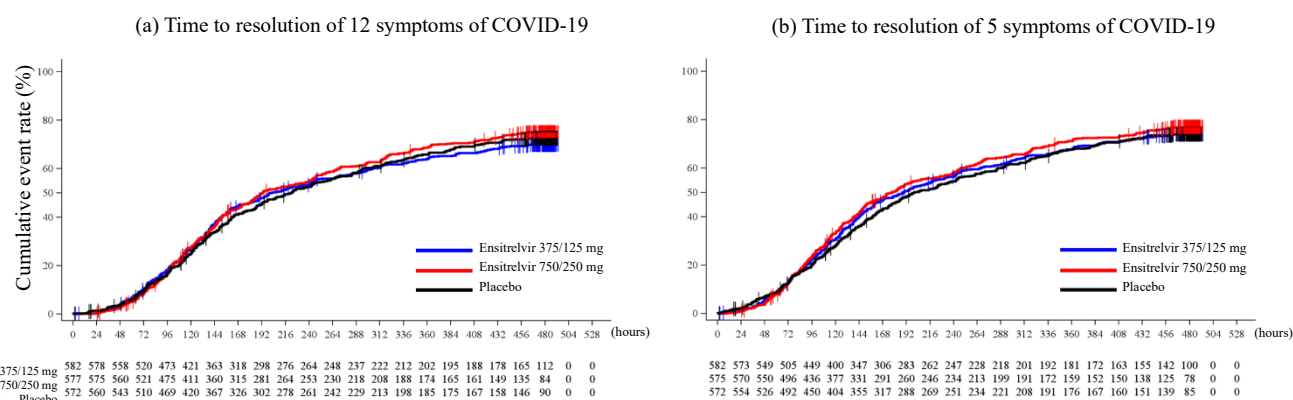 (a) Time to resolution of 12 symptoms of COVID-19
(b) Time to resolution of 5 symptoms of COVID-19
Cumulative event rate (%)
100
80
60
50
40
20
0
Ensitrelvir 375/125 mg
Ensitrelvir 750/250 mg
Placebo
0 24 48 72 96 120 144 168 192 216 240 264 288 312 336 360 384 408 432 456 480 504 528 (hours)
375/125 mg 582 578 558 520 473 421 363 318 298 276 264 248 237 222 212 202 195 188 178 165 112 0 0
750/250 mg 577 575 560 521 475 411 360 315 281 264 253 230 218 208 188 174 165 161 149 135 84 0 0
Placebo 572 560 543 510 469 420 367 326 302 278 261 242 229 213 198 185 175 167 158 146 90 0 0
100
80
60
50
40
20
0
Ensitrelvir 375/125 mg
Ensitrelvir 750/250 mg
Placebo
0 24 48 72 96 120 144 168 192 216 240 264 288 312 336 360 384 408 432 456 480 504 528 (hours)
582 573 549 505 449 400 347 306 283 262 247 228 218 201 192 181 172 163 155 142 100 0 0
575 570 550 496 436 377 331 291 260 246 234 213 199 191 172 159 152 150 138 125 78 0 0
572 554 526 492 450 404 355 317 288 269 251 234 221 208 191 176 167 160 151 139 85 0 0